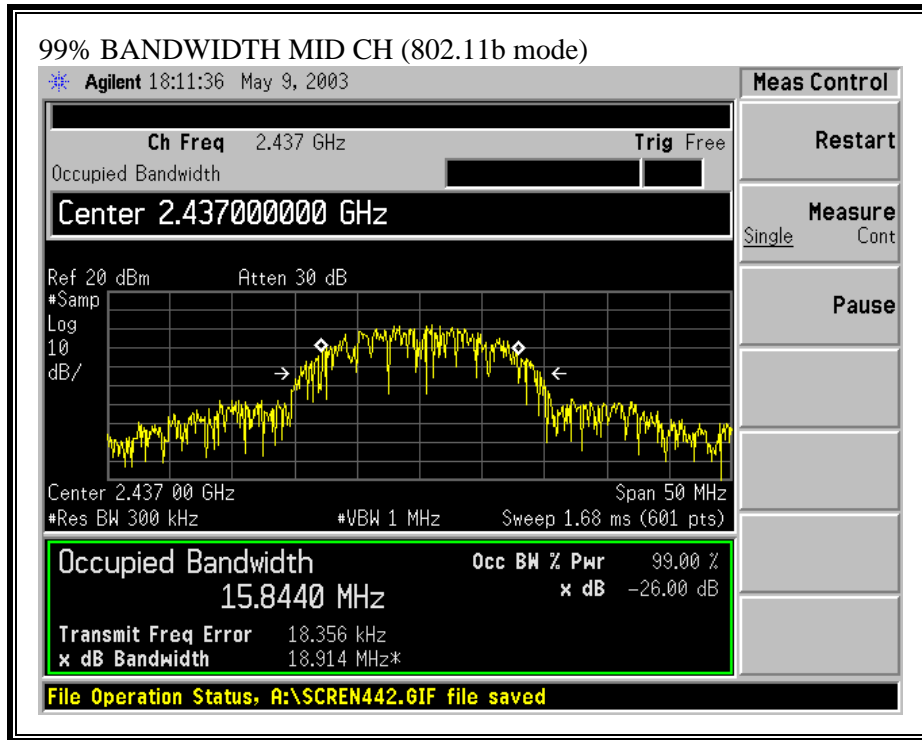 99% BANDWIDTH MID CH (802.11b mode)
Agilent 18:11:36 May 9, 2003
Meas Control
Ch Freq 2.437 GHz Trig Free
Occupied Bandwidth
Restart
Center 2.437000000 GHz
Measure
Single Cont
Ref 20 dBm Atten 30 dB
#Samp
Log
10
dB/
Pause
Center 2.437 00 GHz Span 50 MHz
#Res BW 300 kHz #VBW 1 MHz Sweep 1.68 ms (601 pts)
Occupied Bandwidth Occ BW % Pwr 99.00 %
15.8440 MHz x dB -26.00 dB
Transmit Freq Error 18.356 kHz
x dB Bandwidth 18.914 MHz*
File Operation Status, A:\SCREN442.GIF file saved